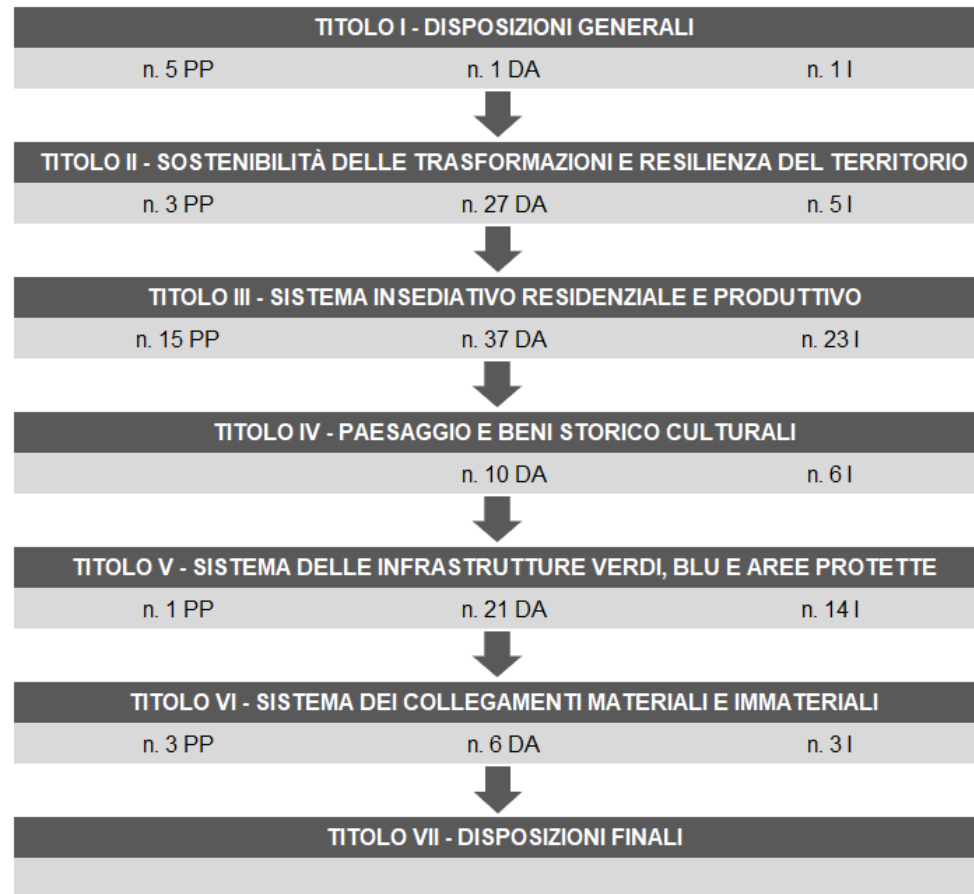 TITOLO I - DISPOSIZIONI GENERALI
n. 5 PP n. 1 DA n. 1 I
TITOLO II - SOSTENIBILITÀ DELLE TRASFORMAZIONI E RESILIENZA DEL TERRITORIO
n. 3 PP n. 27 DA n. 5 I
TITOLO III - SISTEMA INSEDIATIVO RESIDENZIALE E PRODUTTIVO
n. 15 PP n. 37 DA n. 23 I
TITOLO IV - PAESAGGIO E BENI STORICO CULTURALI
n. 10 DA n. 6 I
TITOLO V - SISTEMA DELLE INFRASTRUTTURE VERDI, BLU E AREE PROTETTE
n. 1 PP n. 21 DA n. 14 I
TITOLO VI - SISTEMA DEI COLLEGAMENTI MATERIALI E IMMATERIALI
n. 3 PP n. 6 DA n. 3 I
TITOLO VII - DISPOSIZIONI FINALI